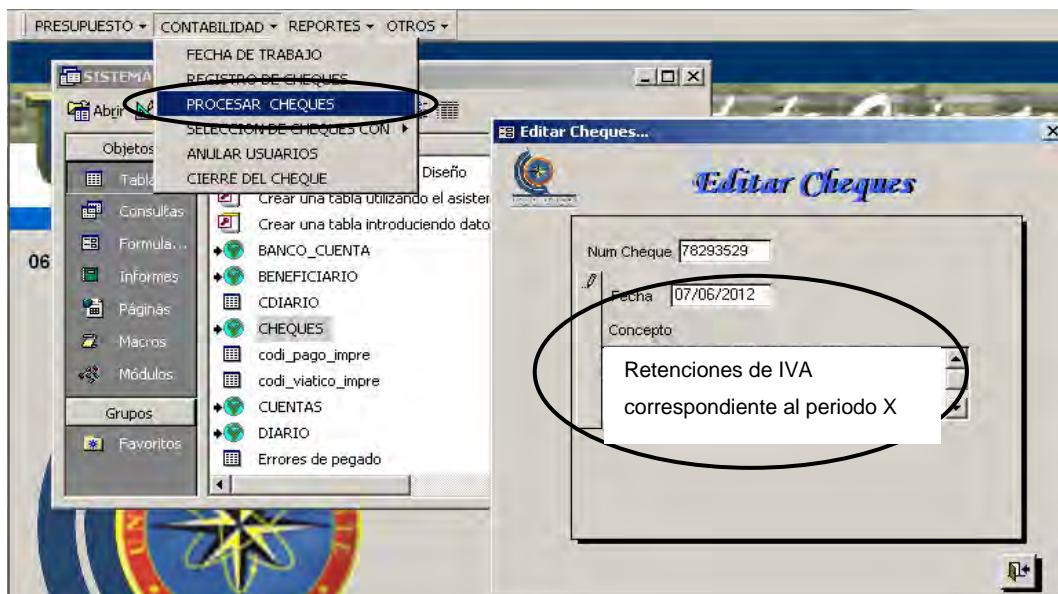 PRESUPUESTO CONTABILIDAD REPORTES OTROS
FECHA DE TRABAJO
REGISTRO DE CHEQUES
PROCESAR CHEQUES
SELECCION DE CHEQUES CON
ANULAR USUARIOS
CIERRE DEL CHEQUE
SISTEMA
Abrir
Objetos
Tabla
Consultas
Formula...
Informes
Páginas
Macros
Módulos
Grupos
Favoritos
Diseño
Crear una tabla utilizando el asister
Crear una tabla introduciendo dato
BANCO_CUENTA
BENEFICIARIO
CDIARIO
CHEQUES
codi_pago_impre
codi_viatico_impre
CUENTAS
DIARIO
Errores de pegado
06
Editar Cheques...
Editar Cheques
Num Cheque 78293529
Fecha 07/06/2012
Concepto
Retenciones de IVA
correspondiente al periodo X